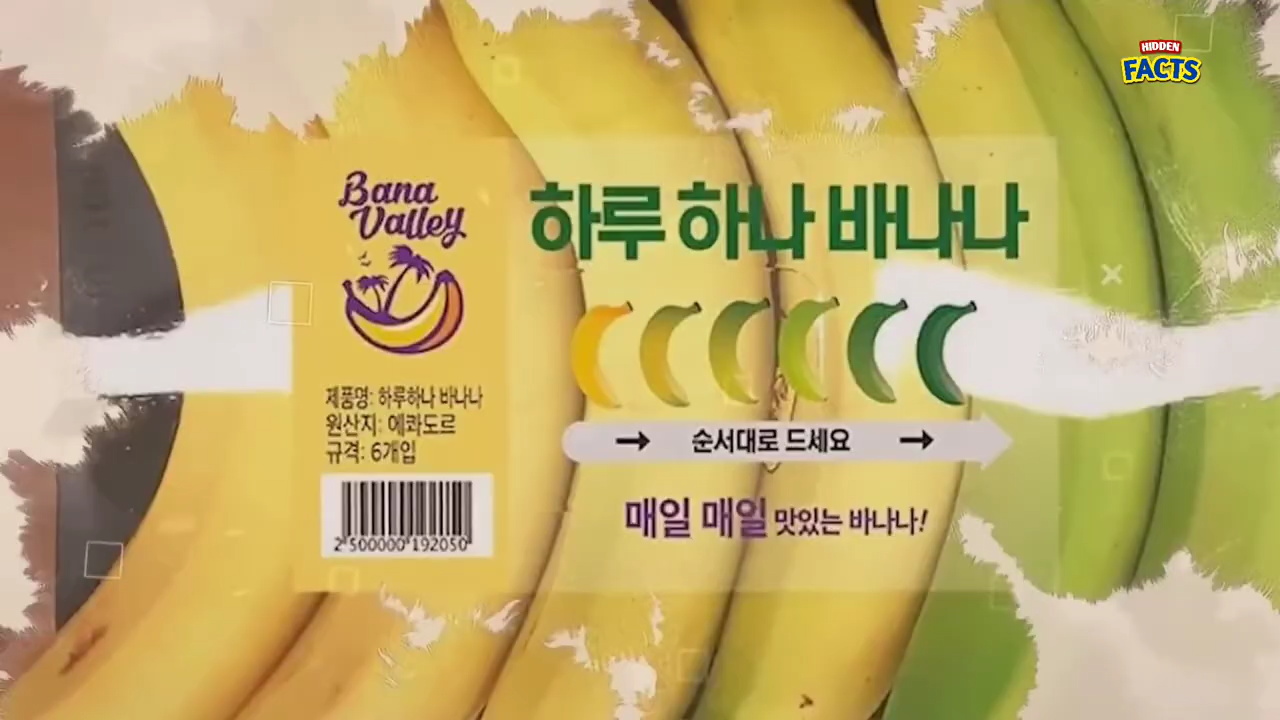 HIDDEN
FACTS
Bana
Valley
하루 하나 바나나
제품명: 하루하나 바나나
원산지: 에콰도르
규격: 6개입
→ 순서대로 드세요 →
매일 매일 맛있는 바나나!
2 500000 192050